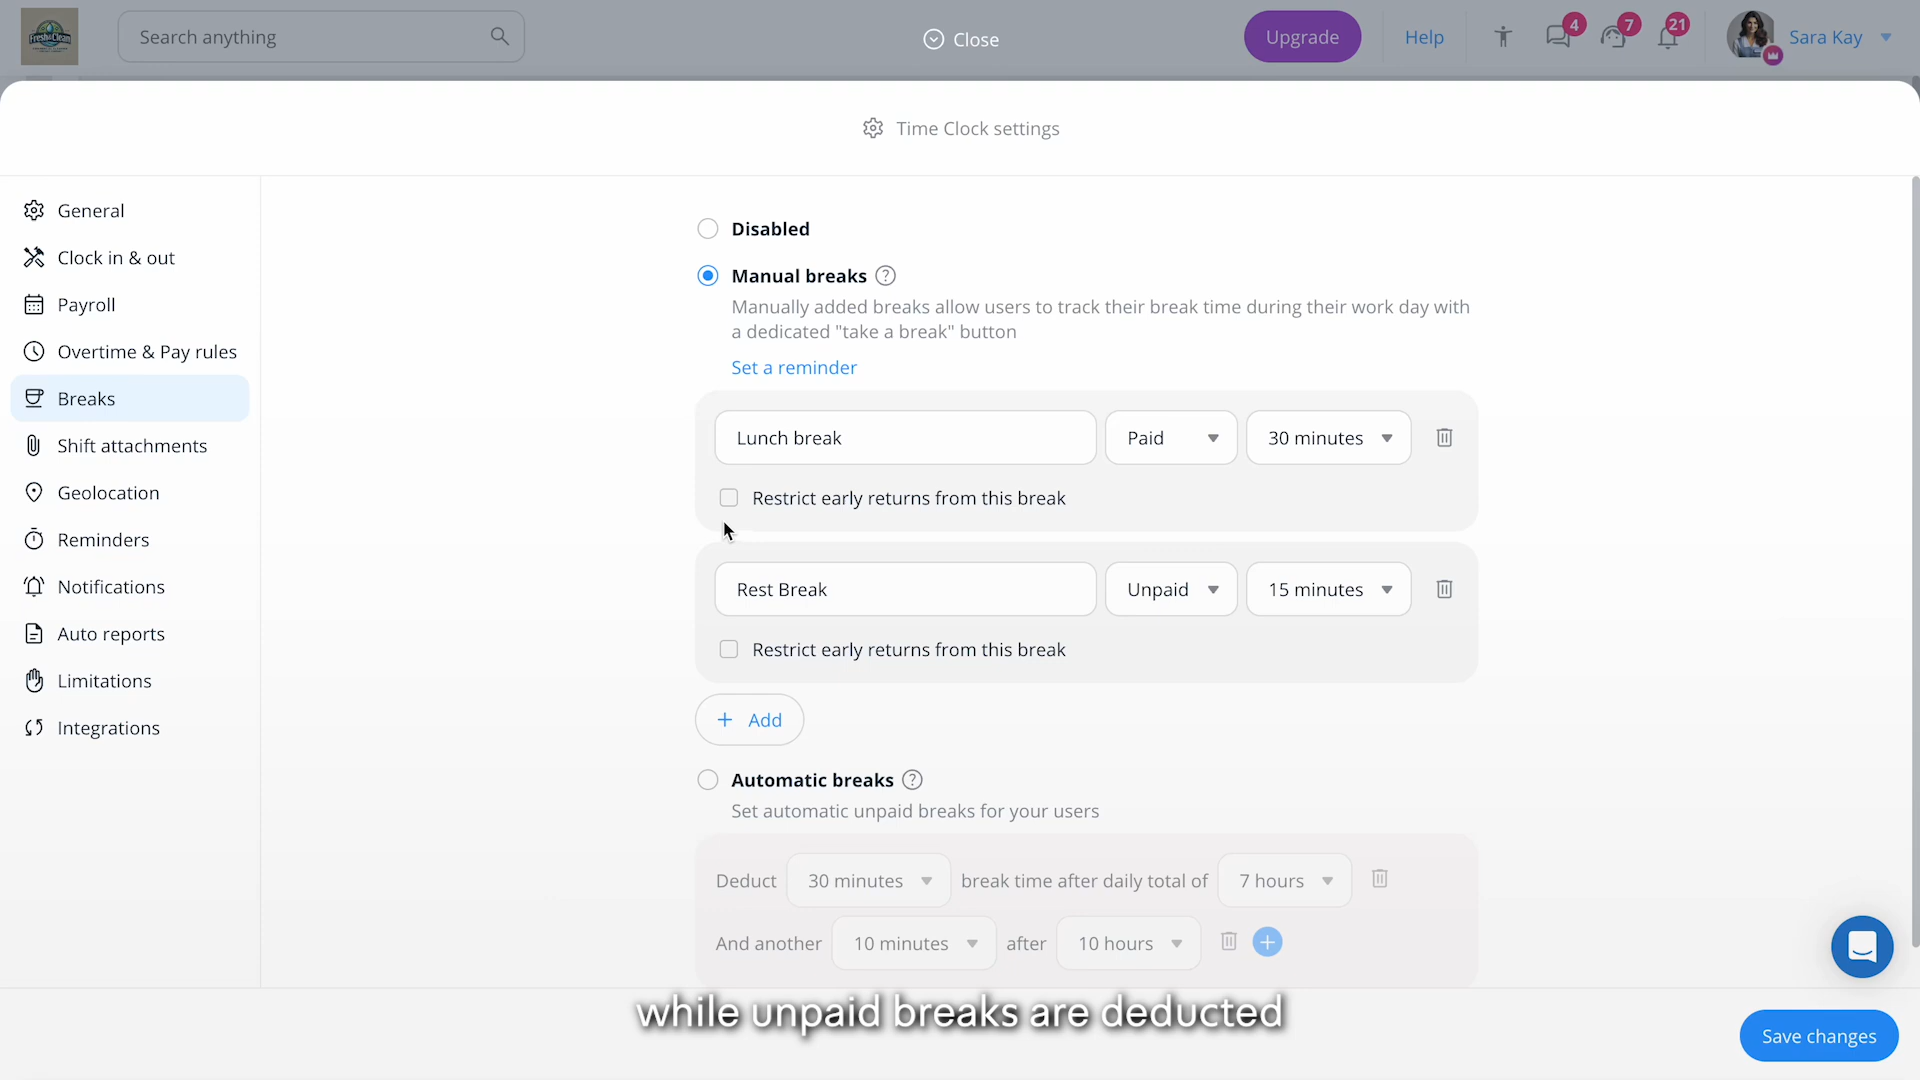 Fresh & Clean
Search anything
Close
Upgrade
Help
4
7
21
Sara Kay
Time Clock settings
General
Clock in & out
Payroll
Overtime & Pay rules
Breaks
Shift attachments
Geolocation
Reminders
Notifications
Auto reports
Limitations
Integrations
Disabled
Manual breaks ?
Manually added breaks allow users to track their break time during their work day with
a dedicated "take a break" button
Set a reminder
Lunch break Paid 30 minutes
Restrict early returns from this break
Rest Break Unpaid 15 minutes
Restrict early returns from this break
+ Add
Automatic breaks ?
Set automatic unpaid breaks for your users
Deduct 30 minutes break time after daily total of 7 hours
And another 10 minutes after 10 hours
while unpaid breaks are deducted
Save changes